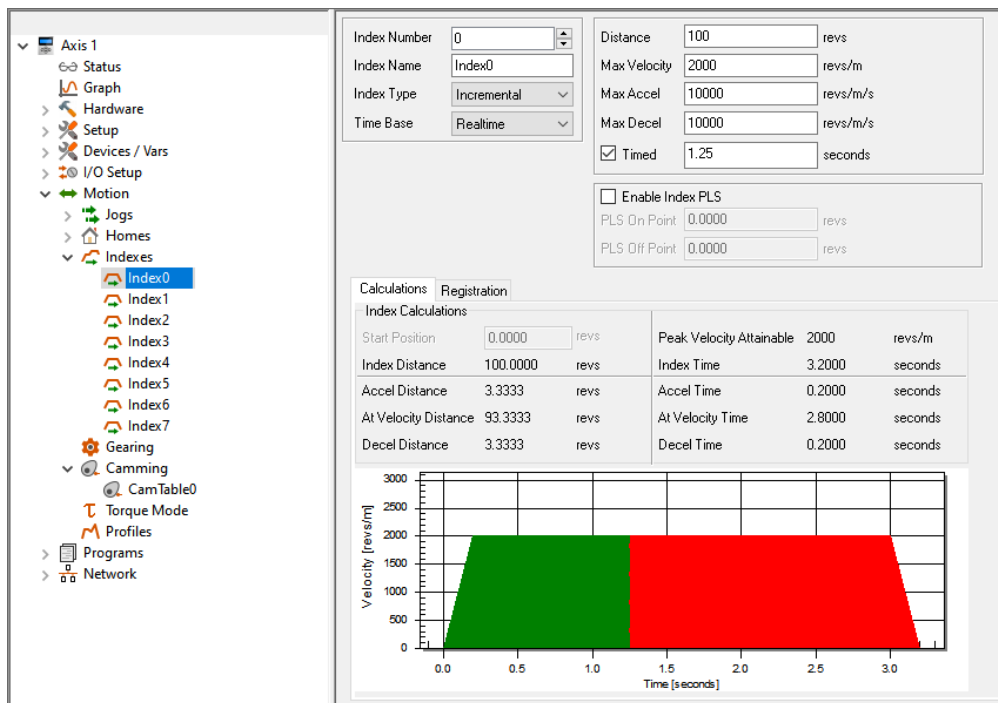 Axis 1
Status
Graph
Hardware
Setup
Devices / Vars
I/O Setup
Motion
Jogs
Homes
Indexes
Index0
Index1
Index2
Index3
Index4
Index5
Index6
Index7
Gearing
Camming
CamTable0
Torque Mode
Profiles
Programs
Network
Index Number 0
Index Name Index0
Index Type Incremental
Time Base Realtime
Distance 100 revs
Max Velocity 2000 revs/m
Max Accel 10000 revs/m/s
Max Decel 10000 revs/m/s
Timed 1.25 seconds
Enable Index PLS
PLS On Point 0.0000 revs
PLS Off Point 0.0000 revs
Calculations Registration
Index Calculations
Start Position 0.0000 revs Peak Velocity Attainable 2000 revs/m
Index Distance 100.0000 revs Index Time 3.2000 seconds
Accel Distance 3.3333 revs Accel Time 0.2000 seconds
At Velocity Distance 93.3333 revs At Velocity Time 2.8000 seconds
Decel Distance 3.3333 revs Decel Time 0.2000 seconds
Velocity [revs/m]
3000
2500
2000
1500
1000
500
0
0.0 0.5 1.0 1.5 2.0 2.5 3.0
Time [seconds]